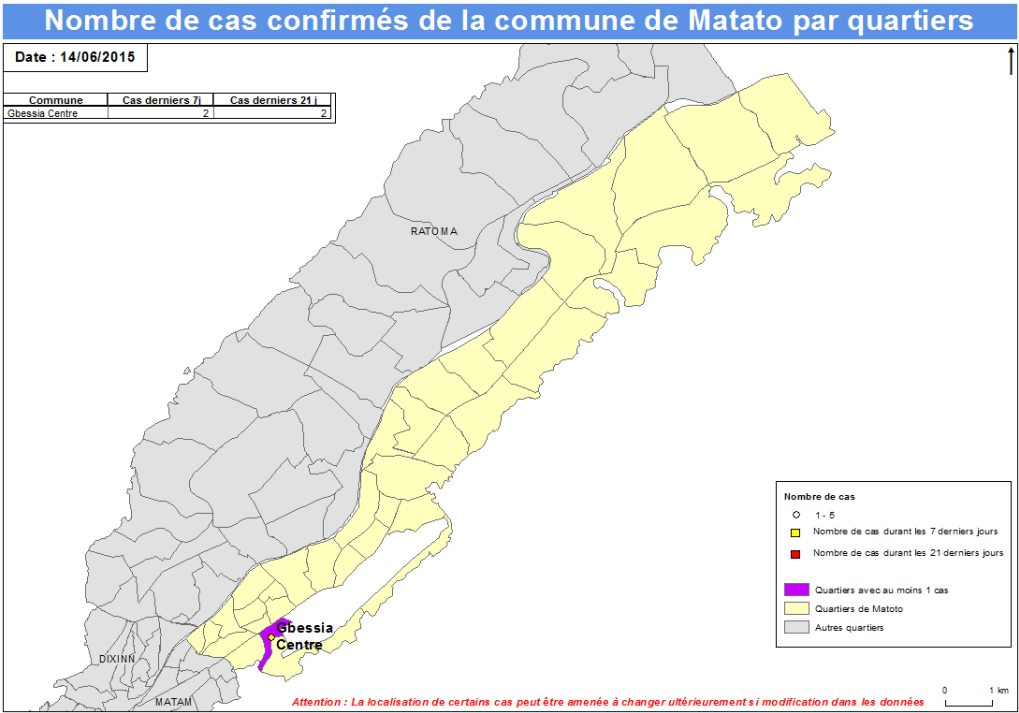 Nombre de cas confirmés de la commune de Matato par quartiers
Date : 14/06/2015
Commune Cas derniers 7j Cas derniers 21 j
Gbessia Centre 2 2
RATOMA
Gbessia
Centre
DIXINN
MATAM
Nombre de cas
1 - 5
Nombre de cas durant les 7 derniers jours
Nombre de cas durant les 21 derniers jours
Quartiers avec au moins 1 cas
Quartiers de Matoto
Autres quartiers
0 1 km
Attention : La localisation de certains cas peut être amenée à changer ultérieurement si modification dans les données